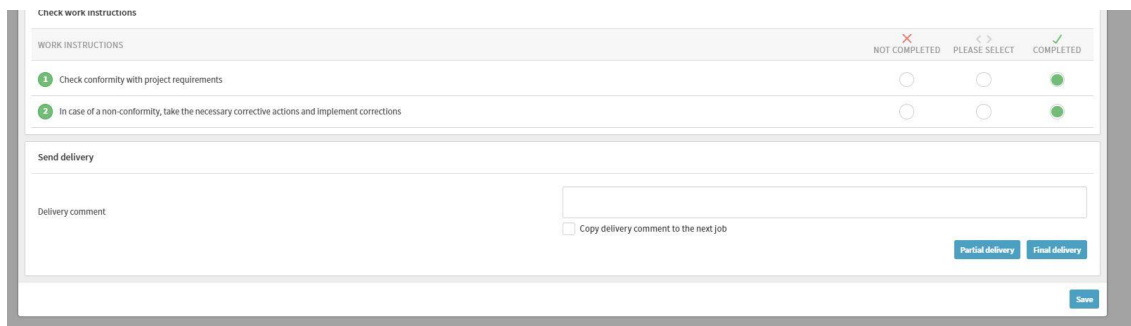 Check work instructions
WORK INSTRUCTIONS
NOT COMPLETED
PLEASE SELECT
COMPLETED
1 Check conformity with project requirements
2 In case of a non-conformity, take the necessary corrective actions and implement corrections
Send delivery
Delivery comment
Copy delivery comment to the next job
Partial delivery
Final delivery
Save